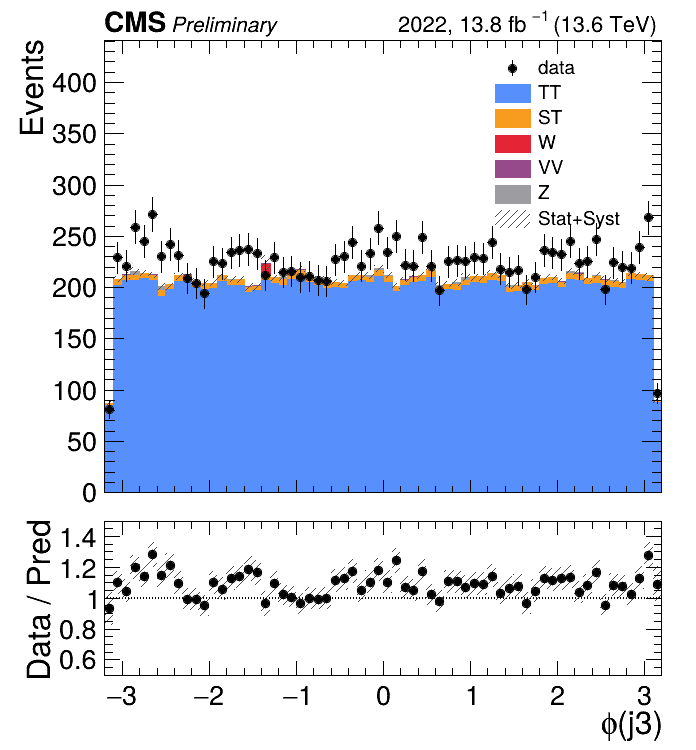 CMS Preliminary 2022, 13.8 fb⁻¹ (13.6 TeV)
Events
400
350
300
250
200
150
100
50
0
data
TT
ST
W
VV
Z
Stat+Syst
Data / Pred
1.4
1.2
1
0.8
0.6
−3 −2 −1 0 1 2 3
ϕ(j3)